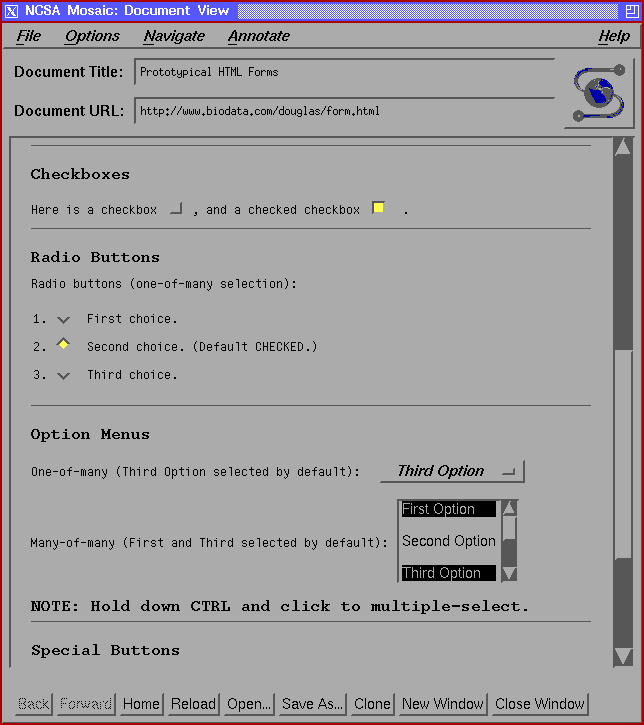 NCSA Mosaic: Document View
File Options Navigate Annotate Help
Document Title: Prototypical HTML Forms
Document URL: http://www.biodata.com/douglas/form.html
Checkboxes
Here is a checkbox , and a checked checkbox .
Radio Buttons
Radio buttons (one-of-many selection):
1. First choice.
2. Second choice. (Default CHECKED.)
3. Third choice.
Option Menus
One-of-many (Third Option selected by default): Third Option
First Option
Second Option
Many-of-many (First and Third selected by default):
Third Option
NOTE: Hold down CTRL and click to multiple-select.
Special Buttons
Back Forward Home Reload Open... Save As... Clone New Window Close Window